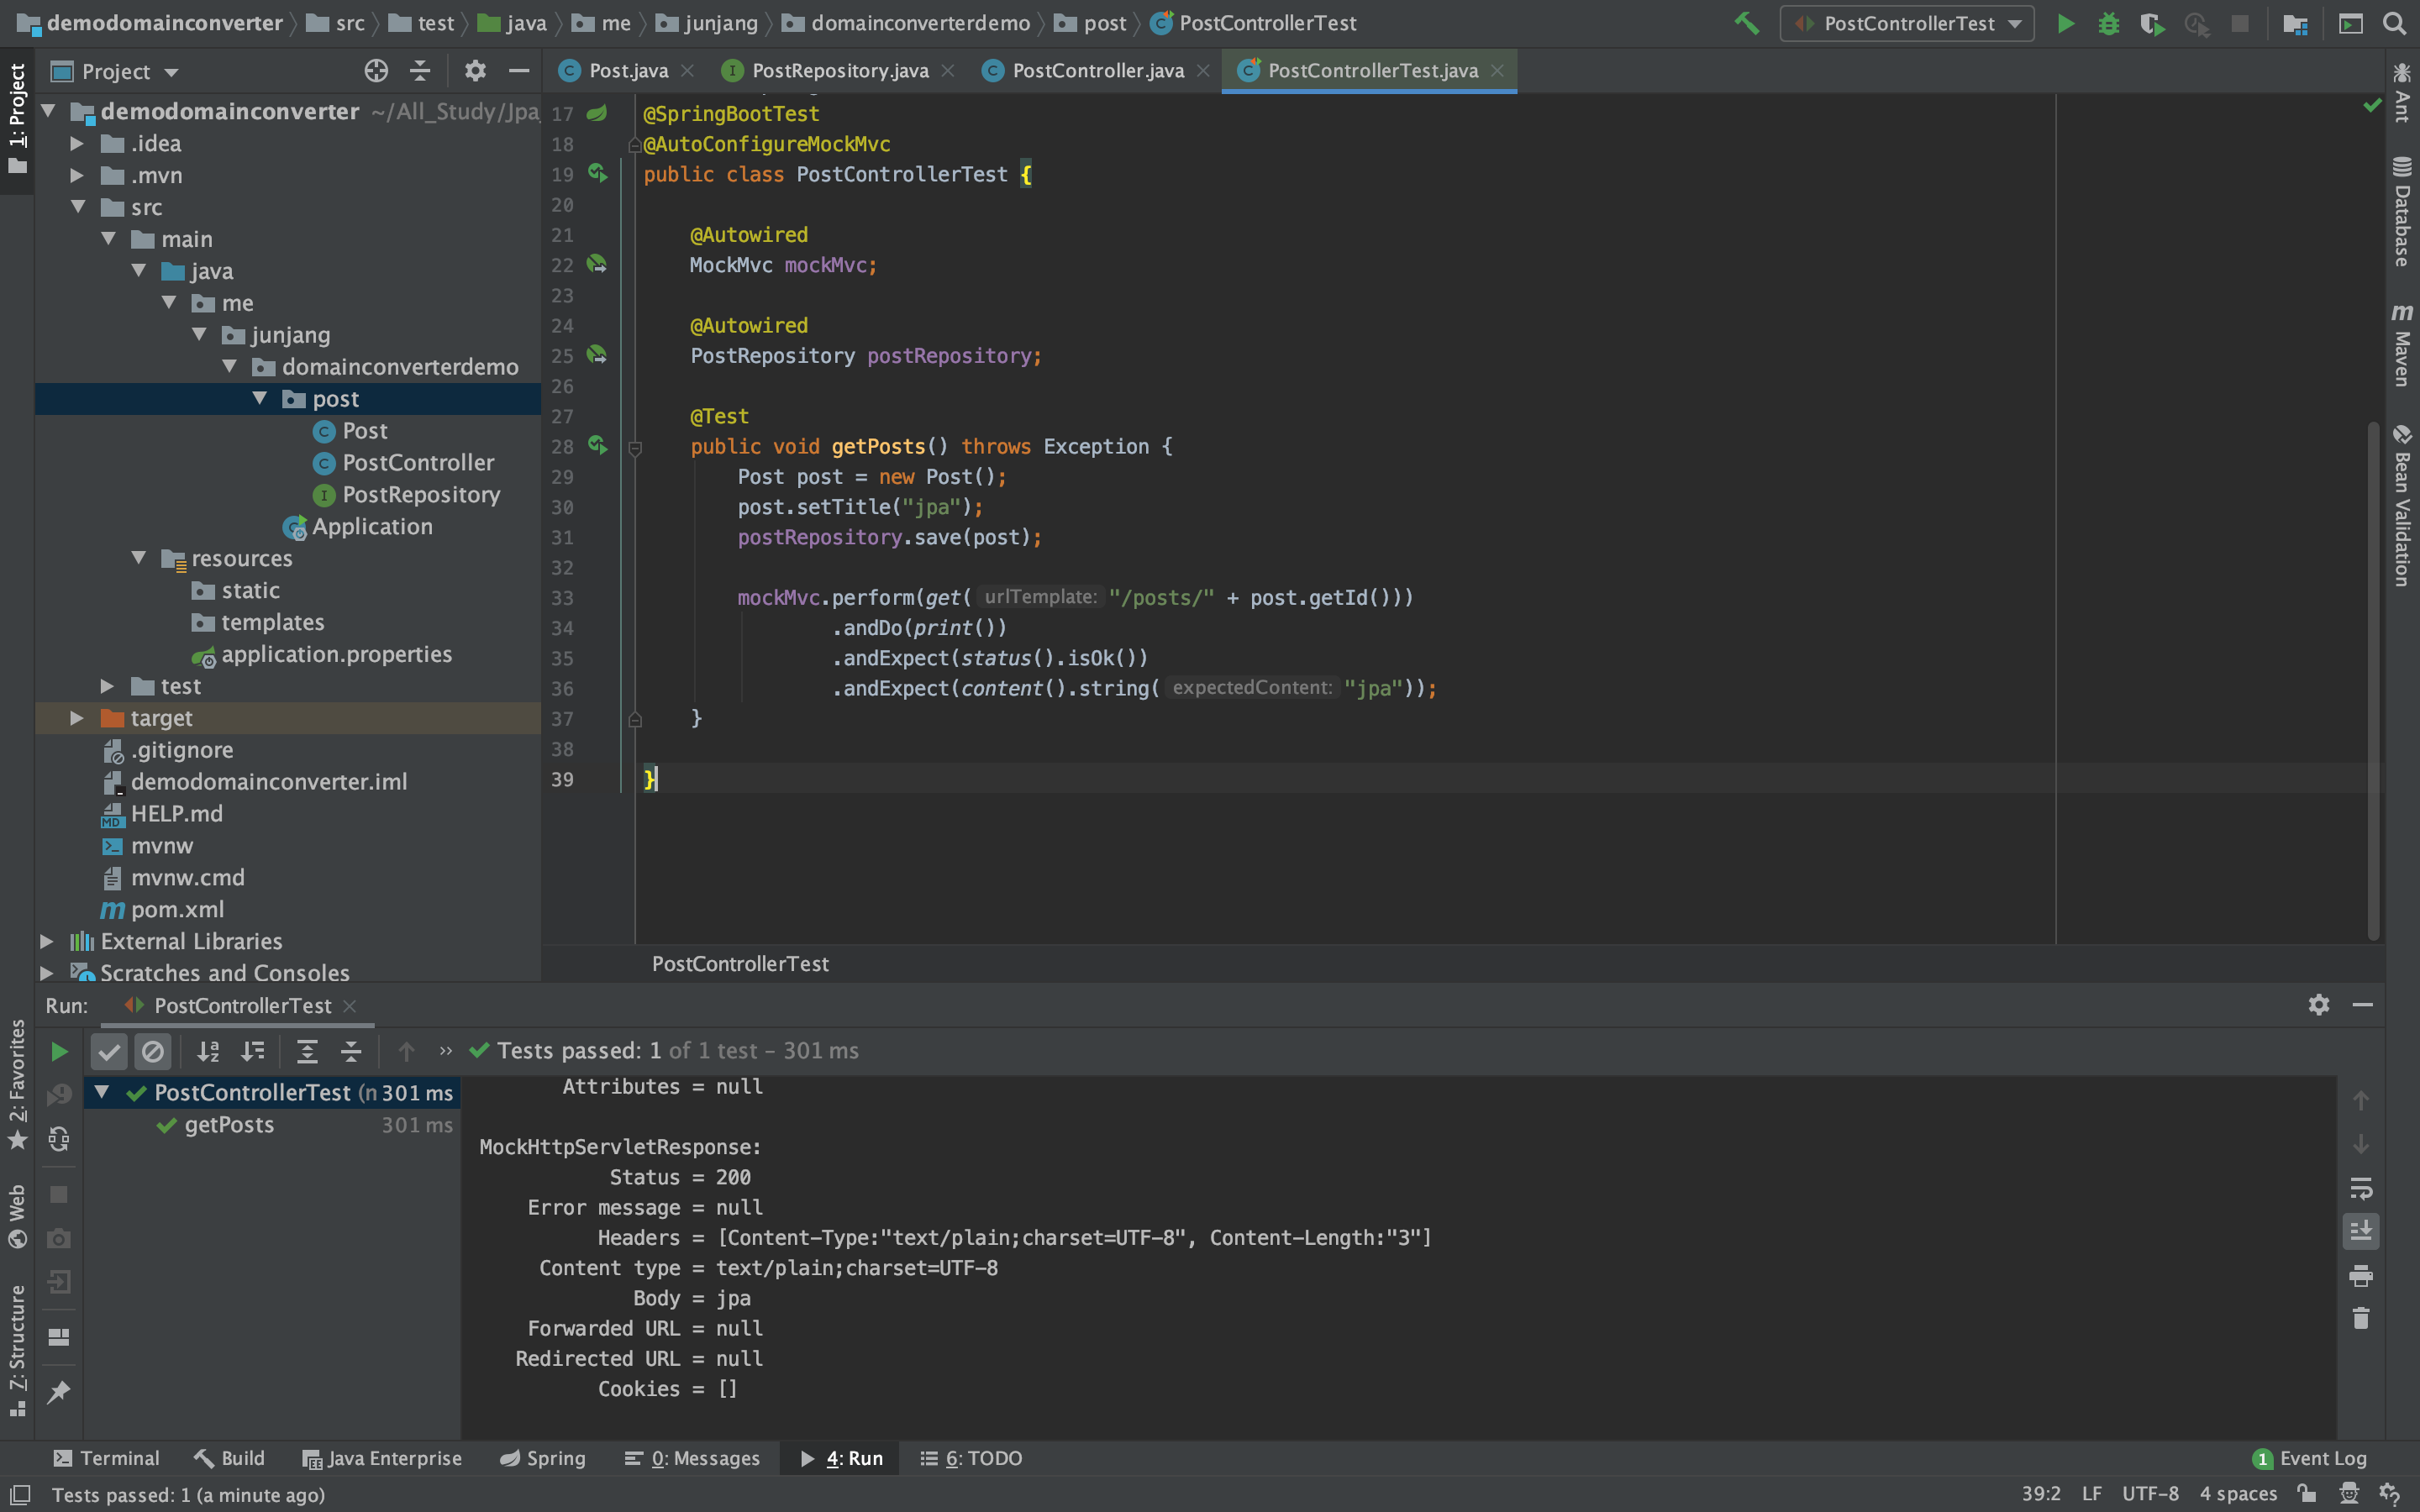 demodomainconverter src test java me junjang domainconverterdemo post PostControllerTest
PostControllerTest
1: Project
Project
Post.java PostRepository.java PostController.java PostControllerTest.java
demodomainconverter ~/All_Study/Jpa
.idea
.mvn
src
main
java
me
junjang
domainconverterdemo
post
Post
PostController
PostRepository
Application
resources
static
templates
application.properties
test
target
.gitignore
demodomainconverter.iml
HELP.md
mvnw
mvnw.cmd
pom.xml
External Libraries
Scratches and Consoles
17 @SpringBootTest
18 @AutoConfigureMockMvc
19 public class PostControllerTest {
20
21 @Autowired
22 MockMvc mockMvc;
23
24 @Autowired
25 PostRepository postRepository;
26
27 @Test
28 public void getPosts() throws Exception {
29 Post post = new Post();
30 post.setTitle("jpa");
31 postRepository.save(post);
32
33 mockMvc.perform(get( urlTemplate: "/posts/" + post.getId()))
34 .andDo(print())
35 .andExpect(status().isOk())
36 .andExpect(content().string( expectedContent: "jpa"));
37 }
38
39 }
PostControllerTest
Ant
Database
Maven
Bean Validation
Run: PostControllerTest
Tests passed: 1 of 1 test – 301 ms
PostControllerTest (n 301 ms
getPosts 301 ms
Attributes = null
MockHttpServletResponse:
Status = 200
Error message = null
Headers = [Content-Type:"text/plain;charset=UTF-8", Content-Length:"3"]
Content type = text/plain;charset=UTF-8
Body = jpa
Forwarded URL = null
Redirected URL = null
Cookies = []
2: Favorites
Web
Z: Structure
Terminal Build Java Enterprise Spring 0: Messages 4: Run 6: TODO 1 Event Log
Tests passed: 1 (a minute ago) 39:2 LF UTF-8 4 spaces